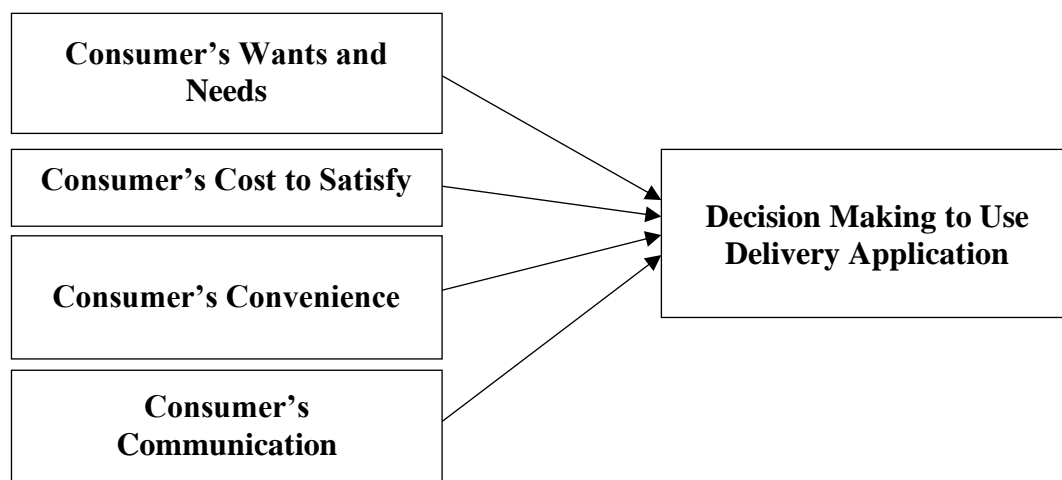 Consumer’s Wants and
Needs
Consumer’s Cost to Satisfy
Consumer’s Convenience
Consumer’s
Communication
Decision Making to Use
Delivery Application